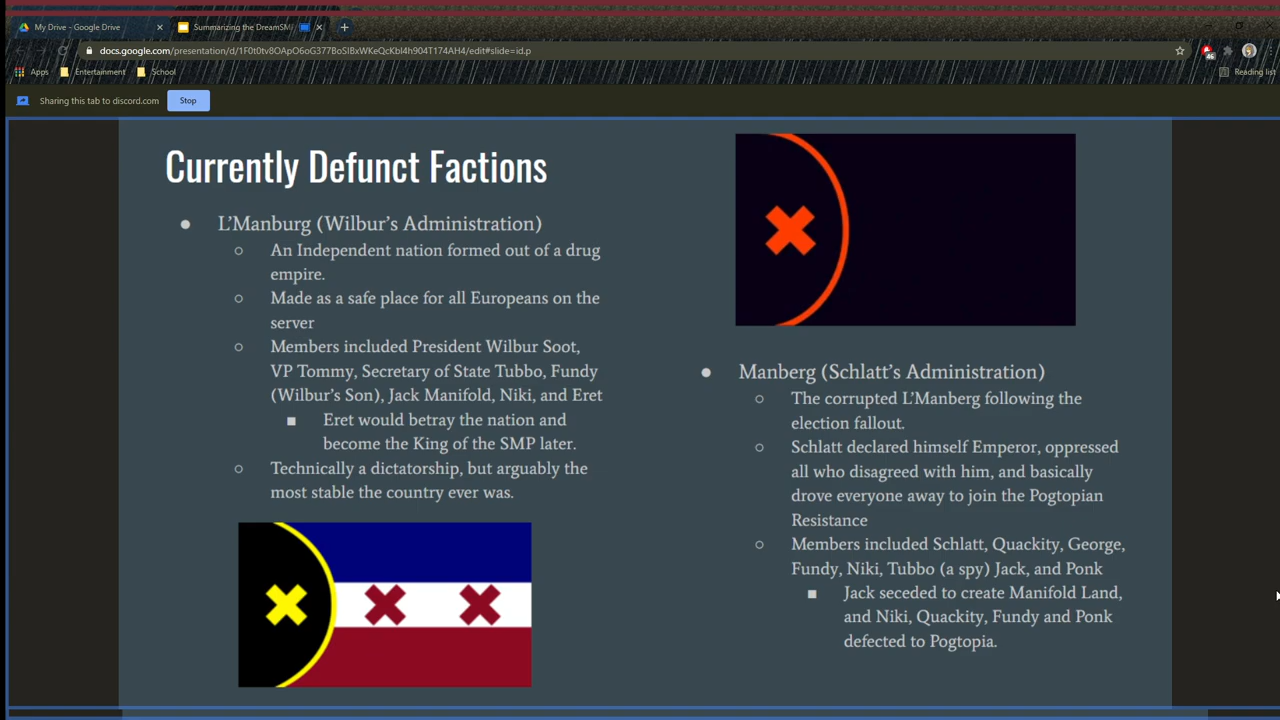 My Drive – Google Drive
Summarizing the DreamSM
docs.google.com/presentation/d/1F0t0tv8OApO6oG377BoSIBxWKeQcKbl4h904T174AH4/edit#slide=id.p
46
Apps
Entertainment
School
Reading list
Sharing this tab to discord.com
Stop
Currently Defunct Factions
L’Manburg (Wilbur’s Administration)
An Independent nation formed out of a drug
empire.
Made as a safe place for all Europeans on the
server
Members included President Wilbur Soot,
VP Tommy, Secretary of State Tubbo, Fundy
(Wilbur’s Son), Jack Manifold, Niki, and Eret
Eret would betray the nation and
become the King of the SMP later.
Technically a dictatorship, but arguably the
most stable the country ever was.
Manberg (Schlatt’s Administration)
The corrupted L’Manberg following the
election fallout.
Schlatt declared himself Emperor, oppressed
all who disagreed with him, and basically
drove everyone away to join the Pogtopian
Resistance
Members included Schlatt, Quackity, George,
Fundy, Niki, Tubbo (a spy) Jack, and Ponk
Jack seceded to create Manifold Land,
and Niki, Quackity, Fundy and Ponk
defected to Pogtopia.